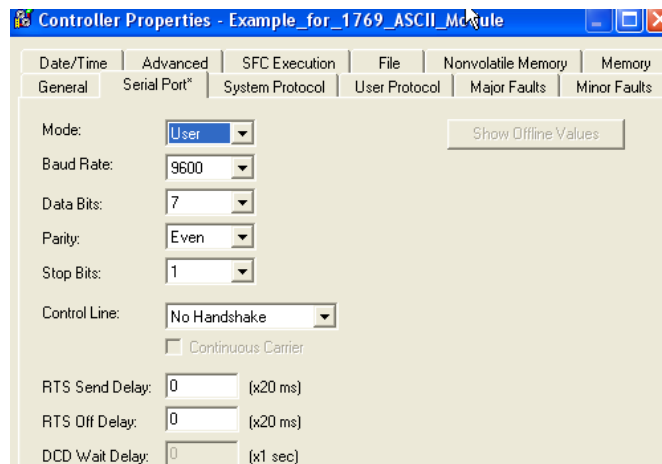 Controller Properties - Example_for_1769_ASCII_Module
Date/Time Advanced SFC Execution File Nonvolatile Memory Memory
General Serial Port* System Protocol User Protocol Major Faults Minor Faults
Mode: User Show Offline Values
Baud Rate: 9600
Data Bits: 7
Parity: Even
Stop Bits: 1
Control Line: No Handshake
Continuous Carrier
RTS Send Delay: 0 (x20 ms)
RTS Off Delay: 0 (x20 ms)
DCD Wait Delay: 0 (x1 sec)